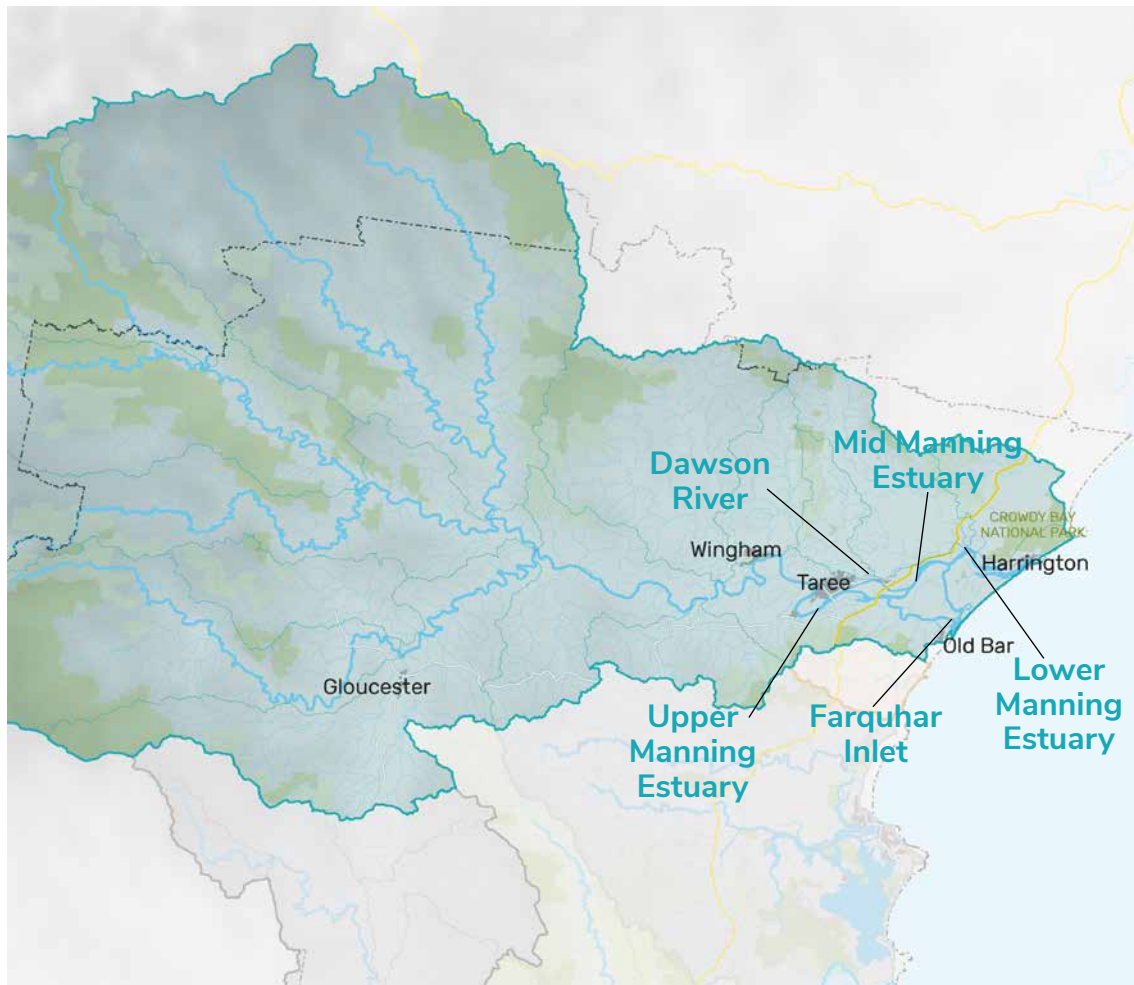 Mid Manning
Estuary
Dawson
River
CROWDY BAY
NATIONAL PARK
Wingham
Harrington
Taree
Old Bar
Gloucester
Lower
Manning
Estuary
Upper
Manning
Estuary
Farquhar
Inlet